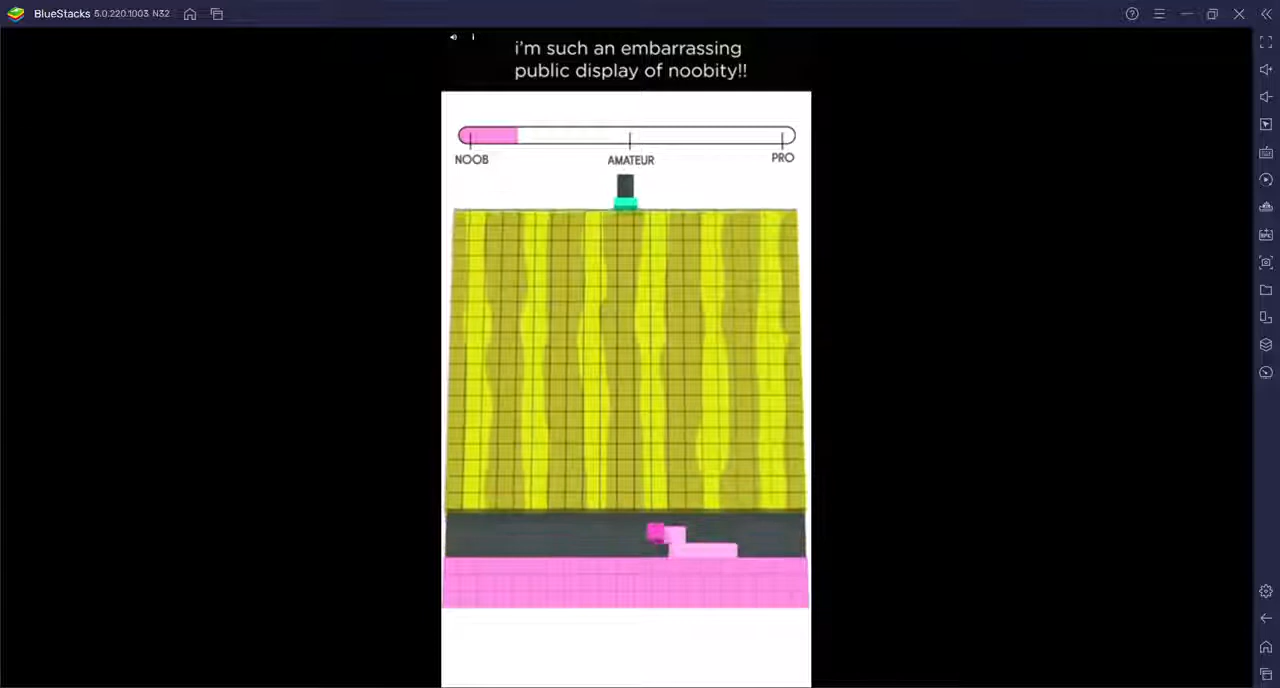 BlueStacks 5.0.220.1003 N32
i'm such an embarrassing
public display of noobity!!
NOOB
AMATEUR
PRO